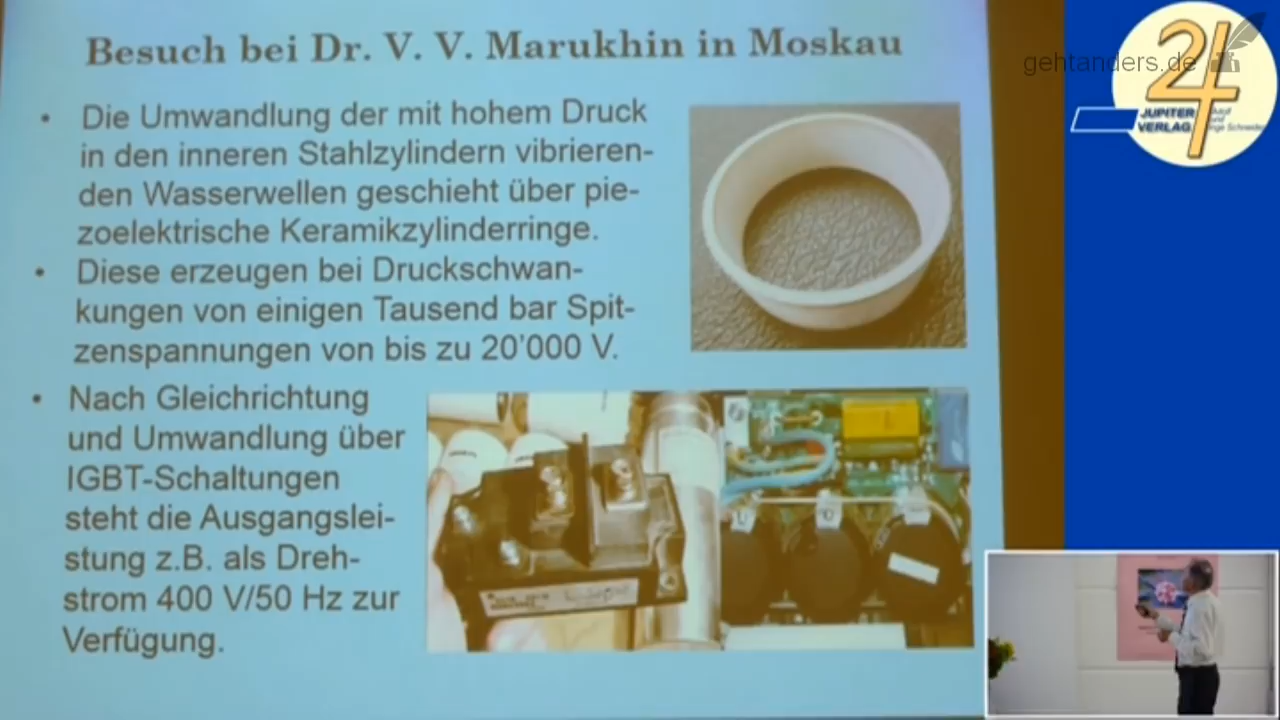 Besuch bei Dr. V. V. Marukhin in Moskau
• Die Umwandlung der mit hohem Druck
in den inneren Stahlzylindern vibrieren-
den Wasserwellen geschieht über pie-
zoelektrische Keramikzylinderringe.
• Diese erzeugen bei Druckschwan-
kungen von einigen Tausend bar Spit-
zenspannungen von bis zu 20’000 V.
• Nach Gleichrichtung
und Umwandlung über
IGBT-Schaltungen
steht die Ausgangslei-
stung z.B. als Dreh-
strom 400 V/50 Hz zur
Verfügung.
gehtanders.de
JUPITER
VERLAG
und
Inge Schneider